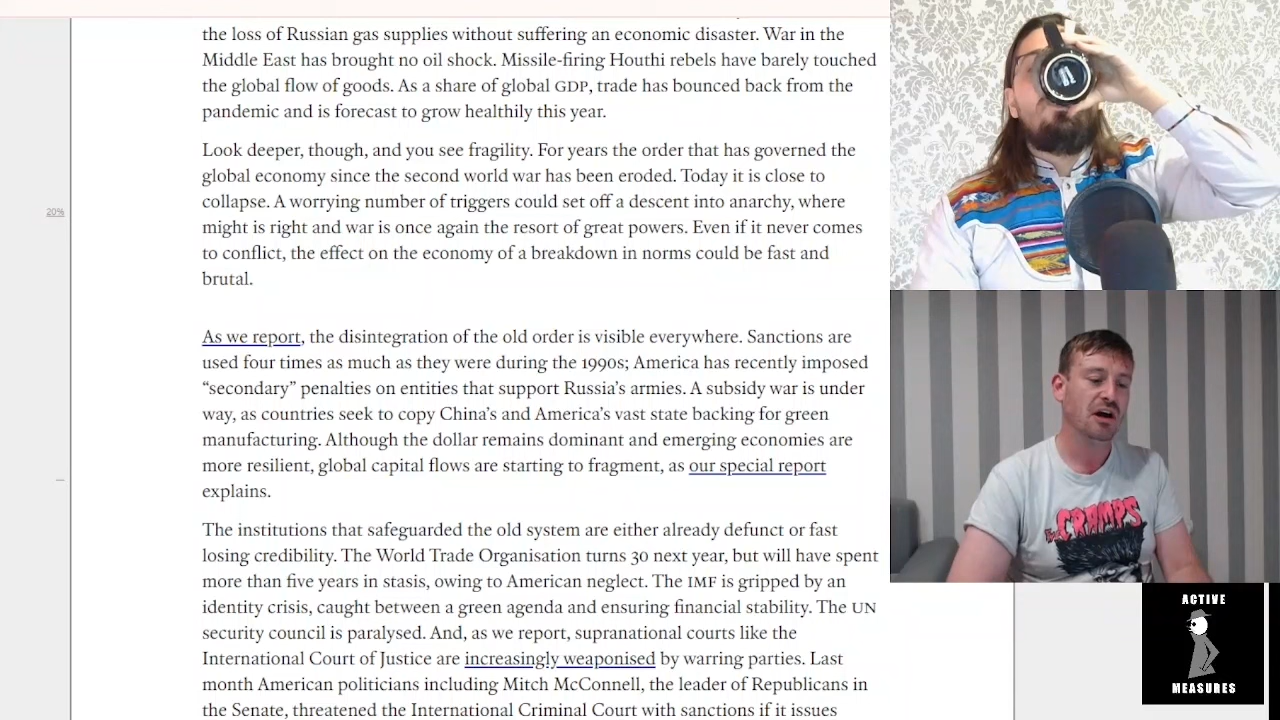 the loss of Russian gas supplies without suffering an economic disaster. War in the
Middle East has brought no oil shock. Missile-firing Houthi rebels have barely touched
the global flow of goods. As a share of global GDP, trade has bounced back from the
pandemic and is forecast to grow healthily this year.
Look deeper, though, and you see fragility. For years the order that has governed the
global economy since the second world war has been eroded. Today it is close to
collapse. A worrying number of triggers could set off a descent into anarchy, where
might is right and war is once again the resort of great powers. Even if it never comes
to conflict, the effect on the economy of a breakdown in norms could be fast and
brutal.
As we report, the disintegration of the old order is visible everywhere. Sanctions are
used four times as much as they were during the 1990s; America has recently imposed
“secondary” penalties on entities that support Russia’s armies. A subsidy war is under
way, as countries seek to copy China’s and America’s vast state backing for green
manufacturing. Although the dollar remains dominant and emerging economies are
more resilient, global capital flows are starting to fragment, as our special report
explains.
The institutions that safeguarded the old system are either already defunct or fast
losing credibility. The World Trade Organisation turns 30 next year, but will have spent
more than five years in stasis, owing to American neglect. The IMF is gripped by an
identity crisis, caught between a green agenda and ensuring financial stability. The UN
security council is paralysed. And, as we report, supranational courts like the
International Court of Justice are increasingly weaponised by warring parties. Last
month American politicians including Mitch McConnell, the leader of Republicans in
the Senate, threatened the International Criminal Court with sanctions if it issues
20%
THE CRAMPS
ACTIVE
MEASURES